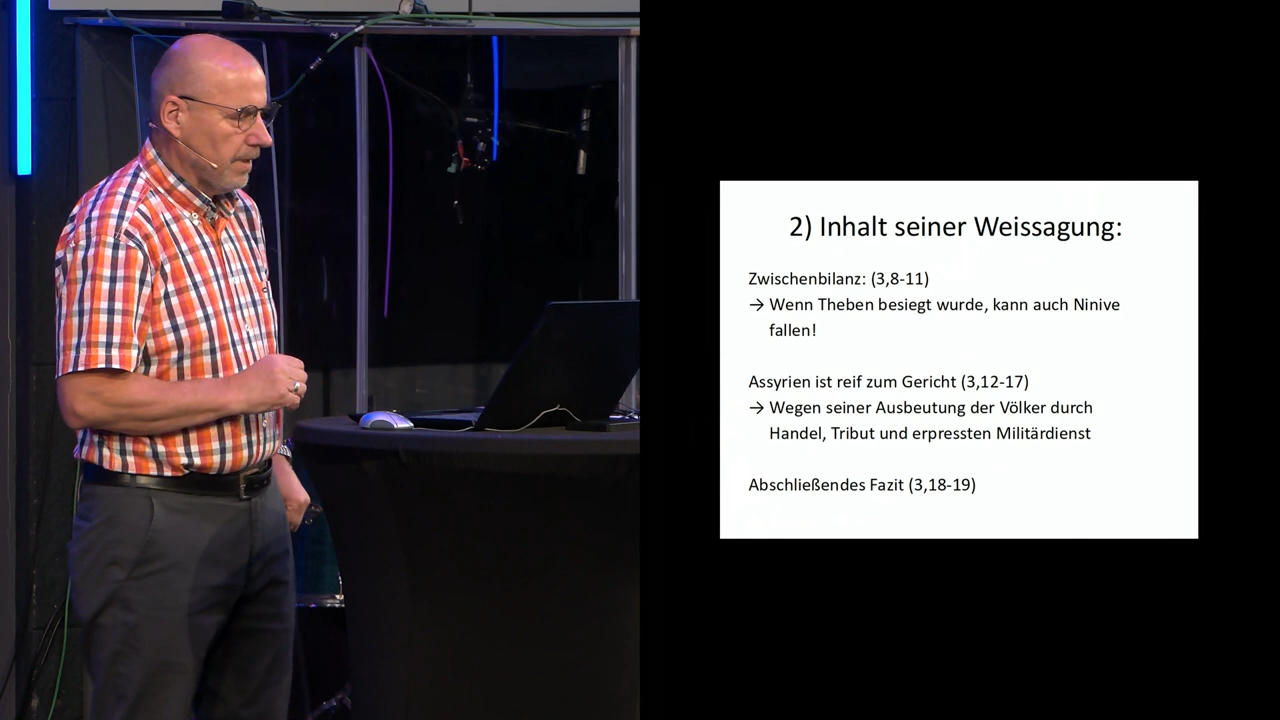 2) Inhalt seiner Weissagung:
Zwischenbilanz: (3,8-11)
→ Wenn Theben besiegt wurde, kann auch Ninive
fallen!
Assyrien ist reif zum Gericht (3,12-17)
→ Wegen seiner Ausbeutung der Völker durch
Handel, Tribut und erpressten Militärdienst
Abschließendes Fazit (3,18-19)